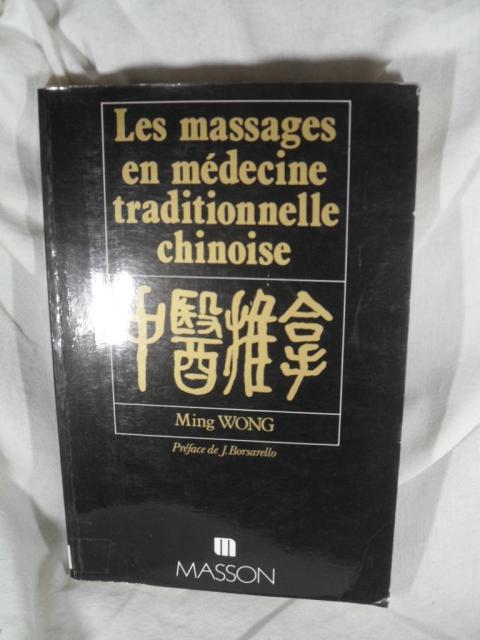 Les massages
en médecine
traditionnelle
chinoise
中醫推拿
Ming WONG
Préface de J. Borsarello
m
MASSON